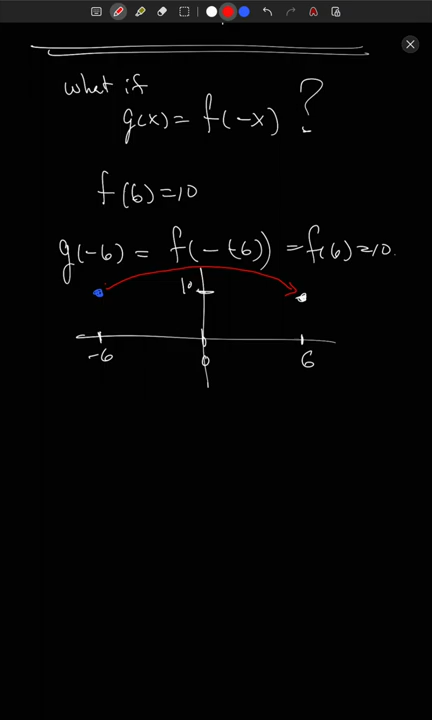 what if
g(x) = f(-x) ?
f(6)=10
g(-6) = f(-(-6)) = f(6) = 10.
10
-6 0 6